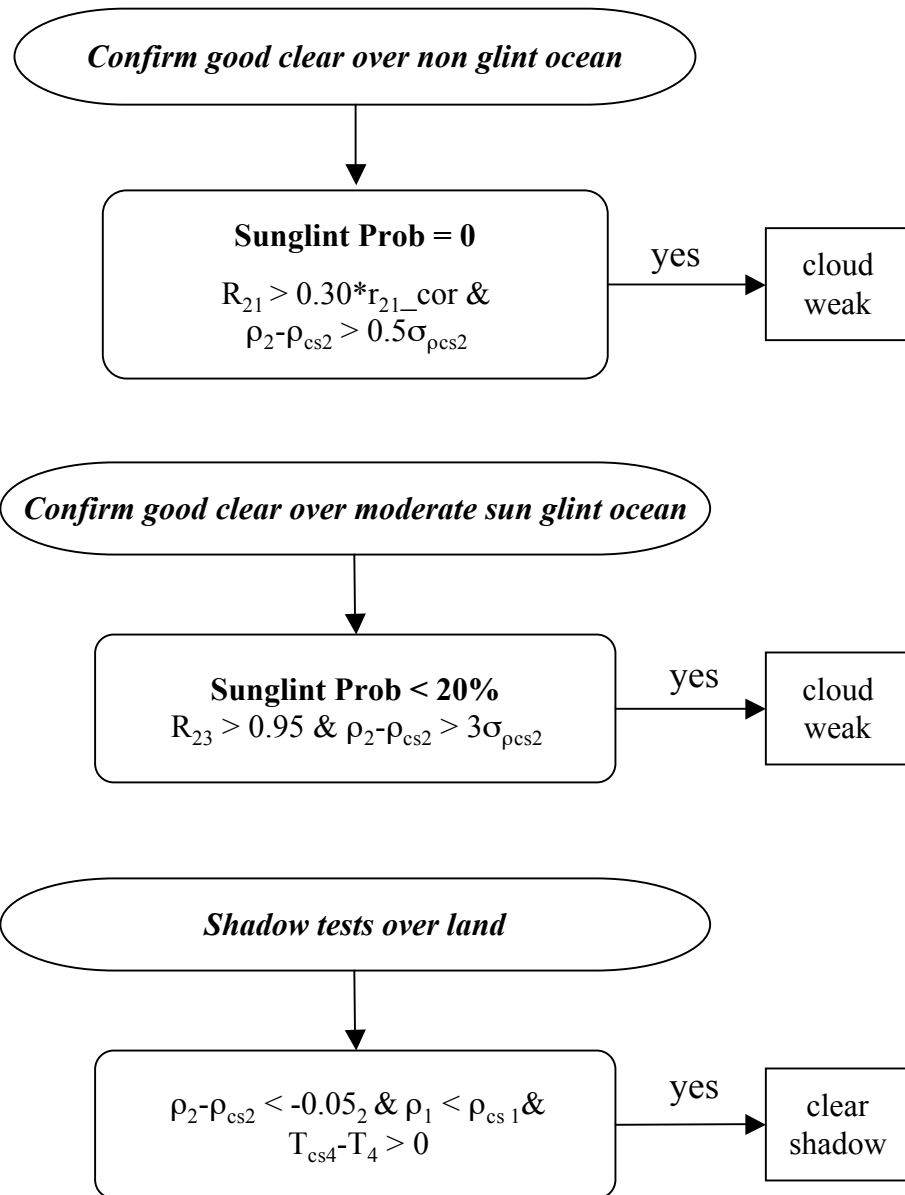 Confirm good clear over non glint ocean
Sunglint Prob = 0
R₂₁ > 0.30*r₂₁_cor &
ρ₂-ρcs2 > 0.5σρcs2
yes
cloud
weak
Confirm good clear over moderate sun glint ocean
Sunglint Prob < 20%
R₂₃ > 0.95 & ρ₂-ρcs2 > 3σρcs2
yes
cloud
weak
Shadow tests over land
ρ₂-ρcs2 < -0.05₂ & ρ₁ < ρcs 1 &
Tcs4-T₄ > 0
yes
clear
shadow